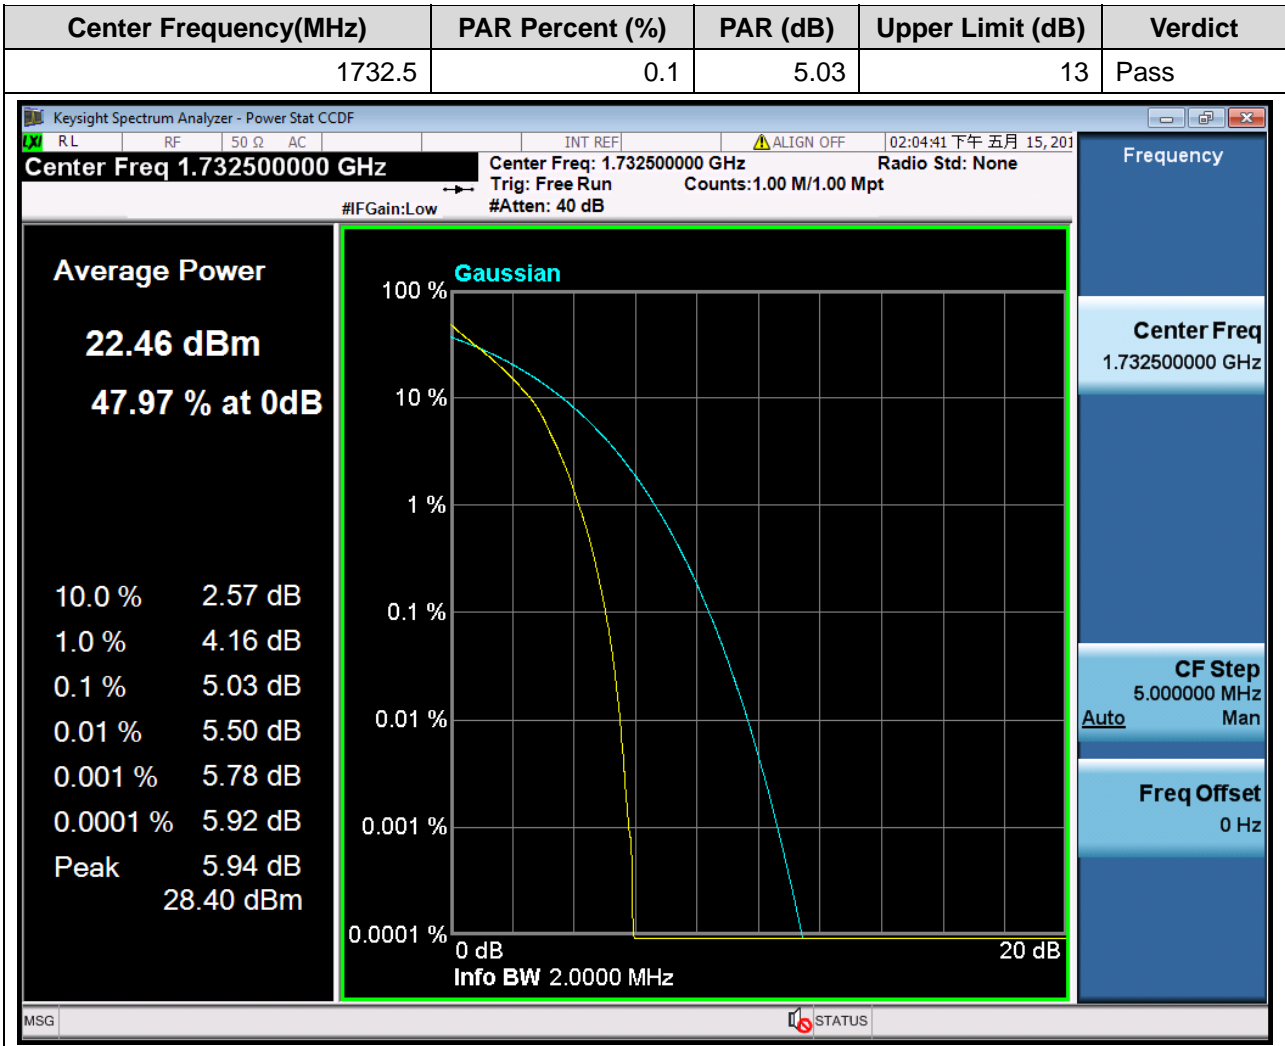 Center Frequency(MHz) PAR Percent (%) PAR (dB) Upper Limit (dB) Verdict
1732.5 0.1 5.03 13 Pass
Keysight Spectrum Analyzer - Power Stat CCDF
LXI RL RF 50 Ω AC INT REF ALIGN OFF 02:04:41 下午 五月 15, 201
Center Freq 1.732500000 GHz
#IFGain:Low
Center Freq: 1.732500000 GHz Radio Std: None
Trig: Free Run Counts:1.00 M/1.00 Mpt
#Atten: 40 dB
Average Power
22.46 dBm
47.97 % at 0dB
10.0 % 2.57 dB
1.0 % 4.16 dB
0.1 % 5.03 dB
0.01 % 5.50 dB
0.001 % 5.78 dB
0.0001 % 5.92 dB
Peak 5.94 dB
28.40 dBm
Gaussian
100 %
10 %
1 %
0.1 %
0.01 %
0.001 %
0.0001 %
0 dB 20 dB
Info BW 2.0000 MHz
Frequency
Center Freq
1.732500000 GHz
CF Step
5.000000 MHz
Auto Man
Freq Offset
0 Hz
MSG STATUS